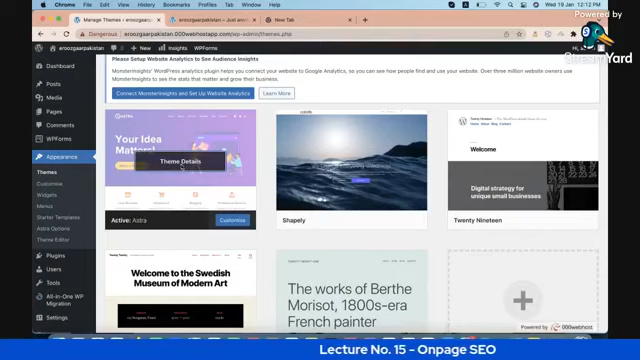 Chrome File Edit View History Bookmarks Profiles Tab Window Help
Wed 19 Jan 12:12 PM
Powered by
StreamYard
Manage Themes ‹ eroozgaarpakistan
eroozgaarpakistan – Just anoth
New Tab
Dangerous
eroozgaarpakistan.000webhostapp.com/wp-admin/themes.php
eroozgaarpakistan
0
+ New
Insights
WPForms
Dashboard
Posts
Media
Pages
Comments
WPForms
Appearance
Themes
Customise
Widgets
Menus
Starter Templates
Astra Options
Theme Editor
Plugins
Users
Tools
All-in-One WP
Migration
Settings
Please Setup Website Analytics to See Audience Insights
MonsterInsights' WordPress analytics plugin helps you connect your website to Google Analytics, so you can see how people find and use your website. Over three million website owners use
MonsterInsights to see the stats that matter and grow their business.
Connect MonsterInsights and Set Up Website Analytics
Learn More
Your Idea
Matters!
Theme Details
Active: Astra
Customise
Shapely
Welcome
Digital strategy for
unique small businesses
Twenty Nineteen
Welcome to the Swedish
Museum of Modern Art
The works of Berthe
Morisot, 1800s-era
French painter
Powered by 000webhost
Lecture No. 15 - Onpage SEO